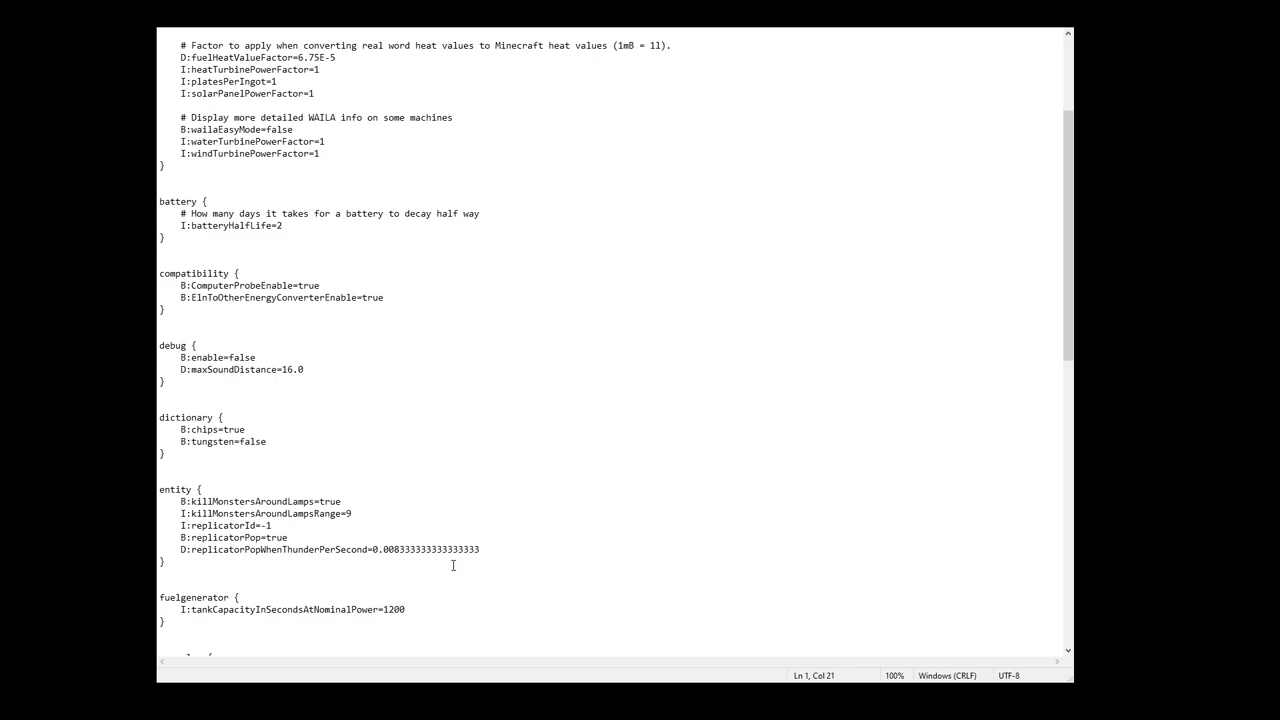 # Factor to apply when converting real word heat values to Minecraft heat values (1mB = 1l).
D:fuelHeatValueFactor=6.75E-5
I:heatTurbinePowerFactor=1
I:platesPerIngot=1
I:solarPanelPowerFactor=1
# Display more detailed WAILA info on some machines
B:wailaEasyMode=false
I:waterTurbinePowerFactor=1
I:windTurbinePowerFactor=1
}
battery {
# How many days it takes for a battery to decay half way
I:batteryHalfLife=2
}
compatibility {
B:ComputerProbeEnable=true
B:ElnToOtherEnergyConverterEnable=true
}
debug {
B:enable=false
D:maxSoundDistance=16.0
}
dictionary {
B:chips=true
B:tungsten=false
}
entity {
B:killMonstersAroundLamps=true
I:killMonstersAroundLampsRange=9
I:replicatorId=-1
B:replicatorPop=true
D:replicatorPopWhenThunderPerSecond=0.008333333333333333
}
fuelgenerator {
I:tankCapacityInSecondsAtNominalPower=1200
}
Ln 1, Col 21 100% Windows (CRLF) UTF-8